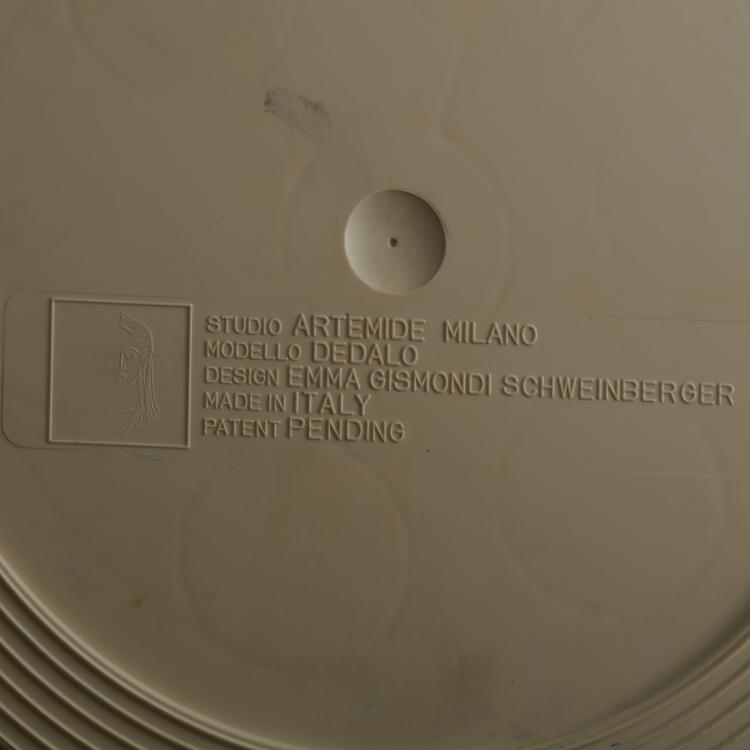 STUDIO ARTEMIDE MILANO
MODELLO DEDALO
DESIGN EMMA GISMONDI SCHWEINBERGER
MADE IN ITALY
PATENT PENDING